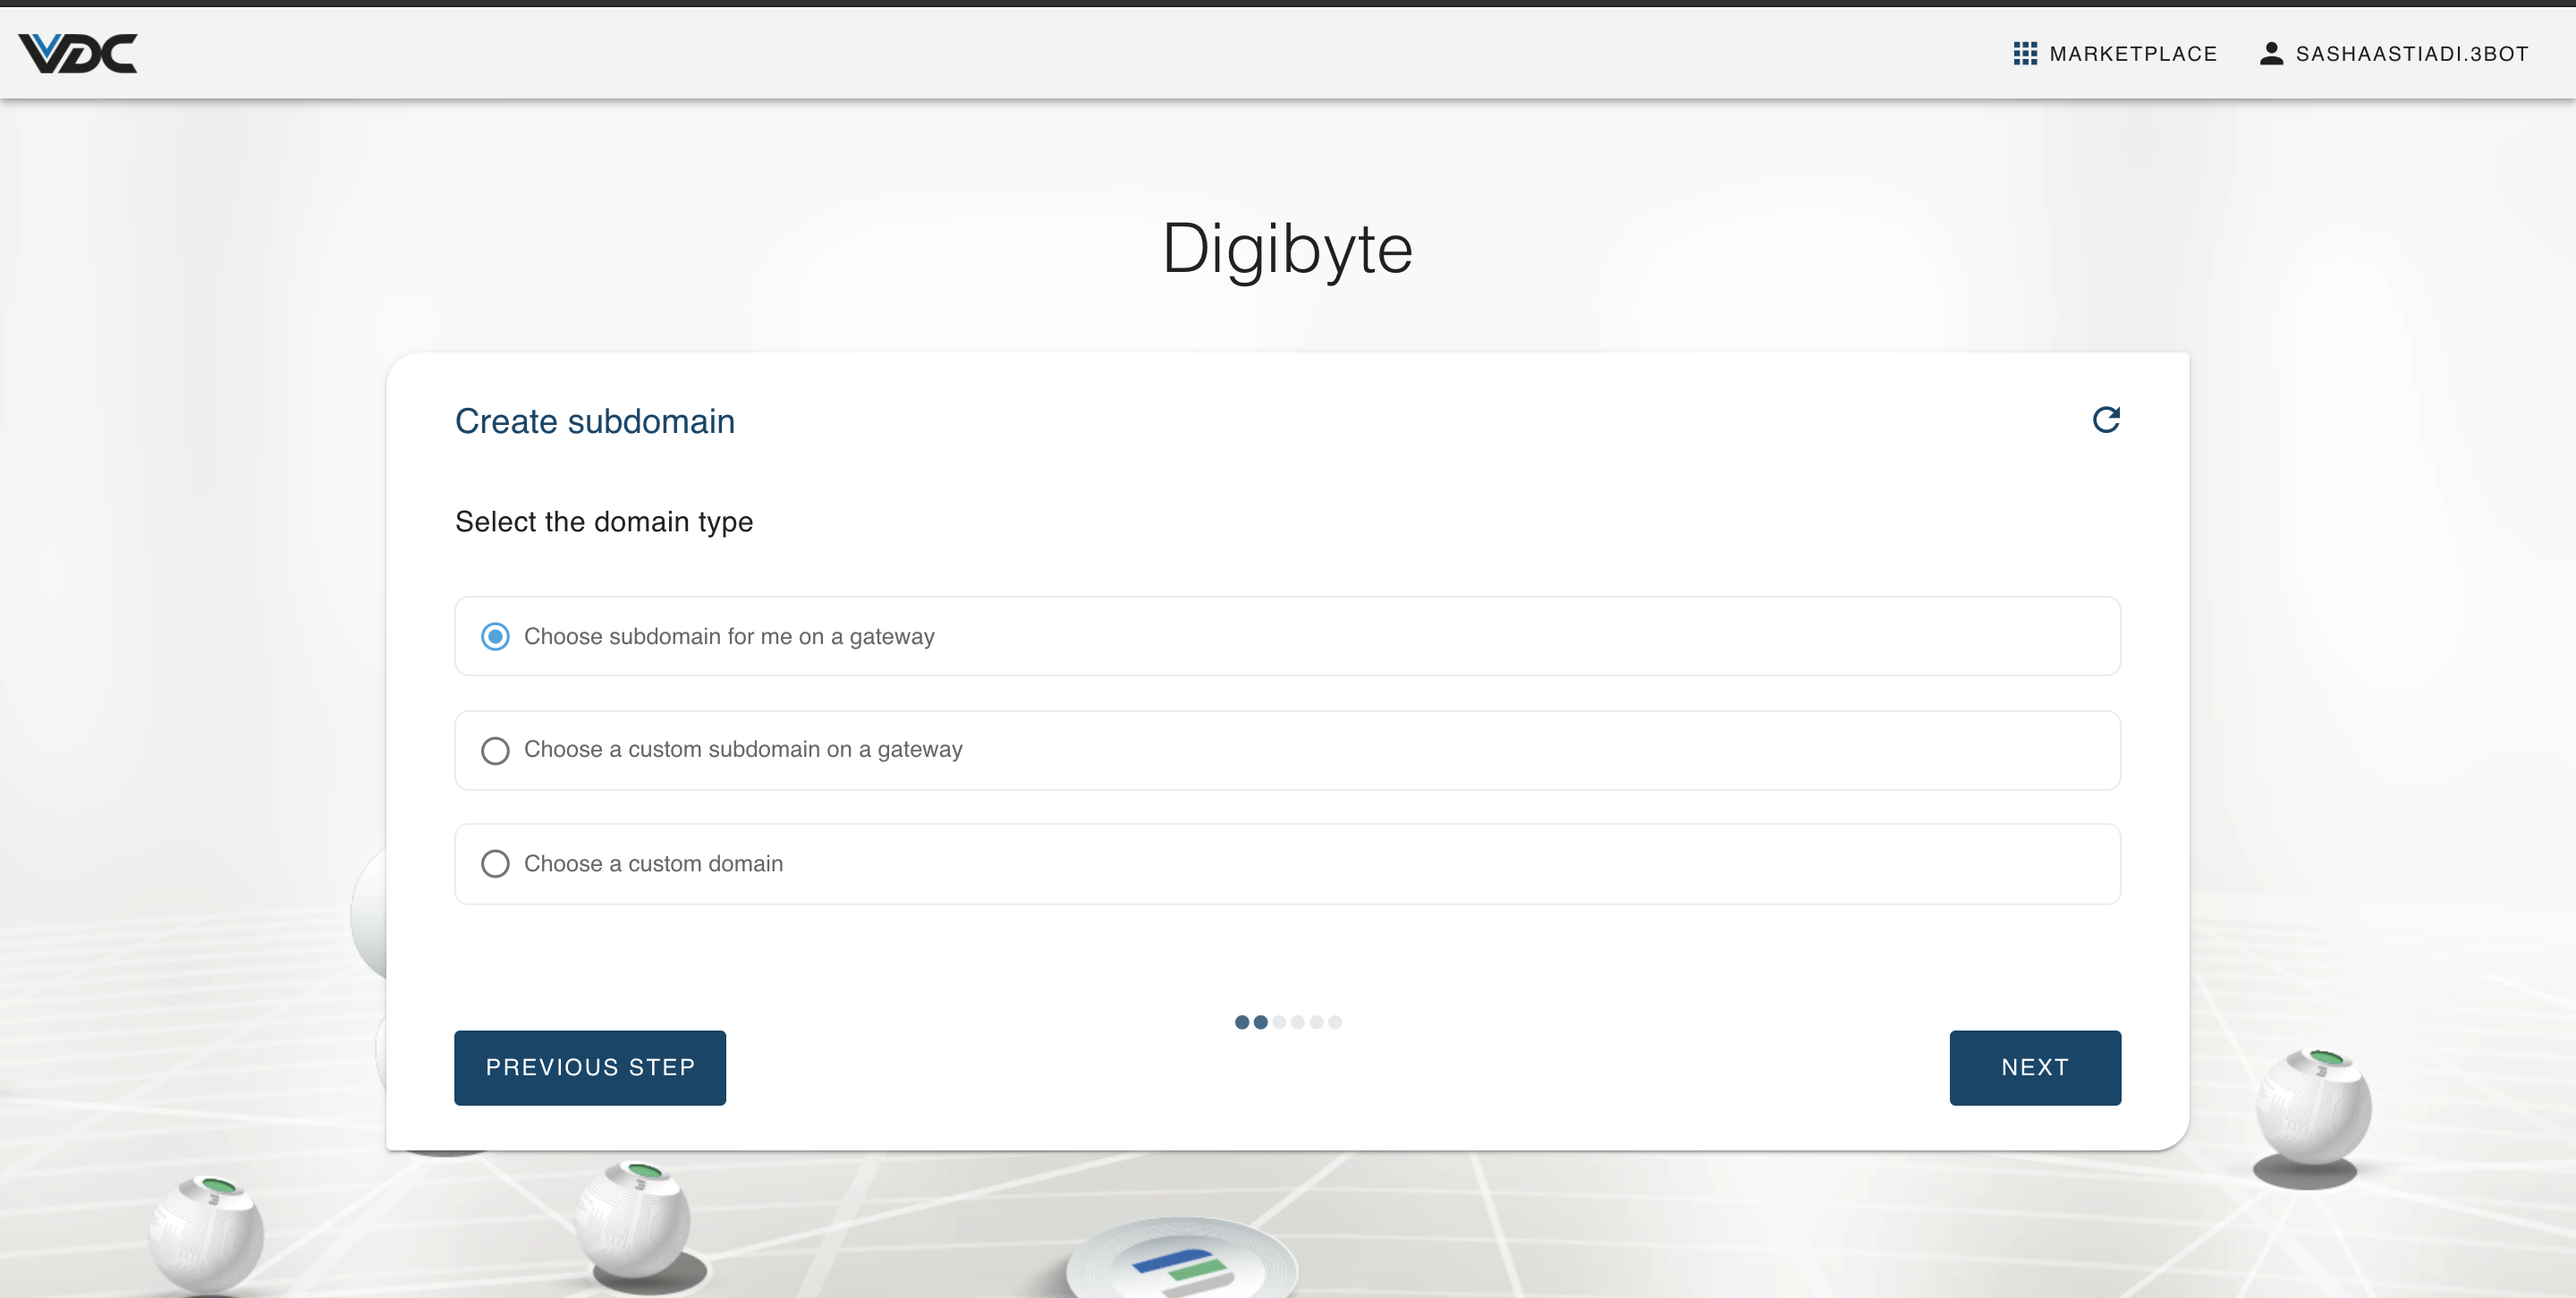 VDC
MARKETPLACE
SASHAASTIADI.3BOT
Digibyte
Create subdomain
Select the domain type
Choose subdomain for me on a gateway
Choose a custom subdomain on a gateway
Choose a custom domain
PREVIOUS STEP
NEXT